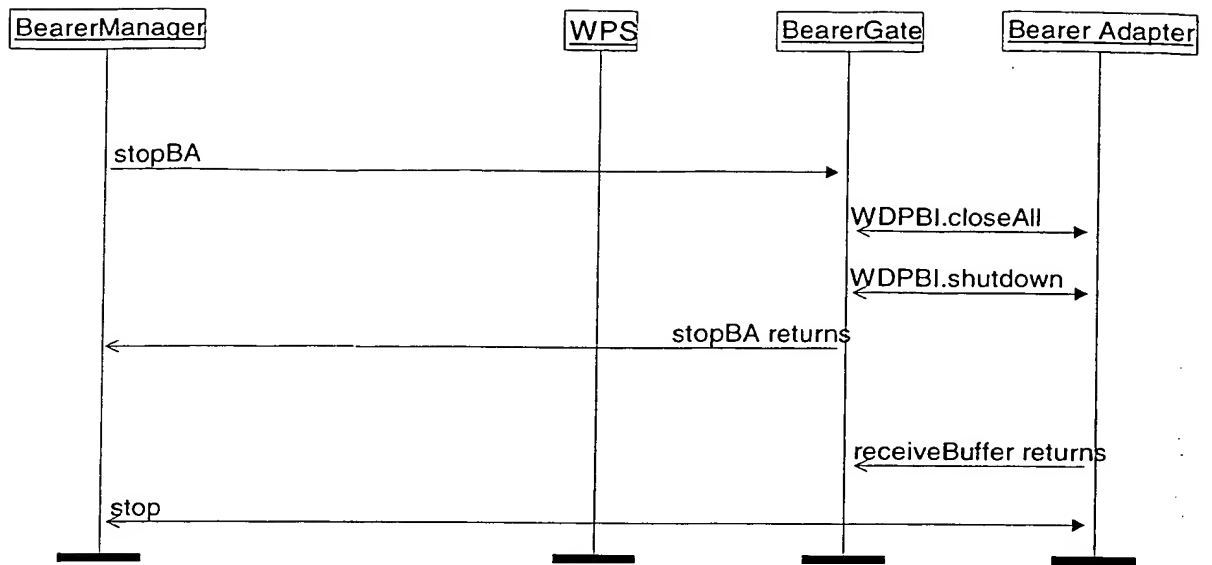 BearerManager
WPS
BearerGate
Bearer Adapter
stopBA
WDPBI.closeAll
WDPBI.shutdown
stopBA returns
receiveBuffer returns
stop